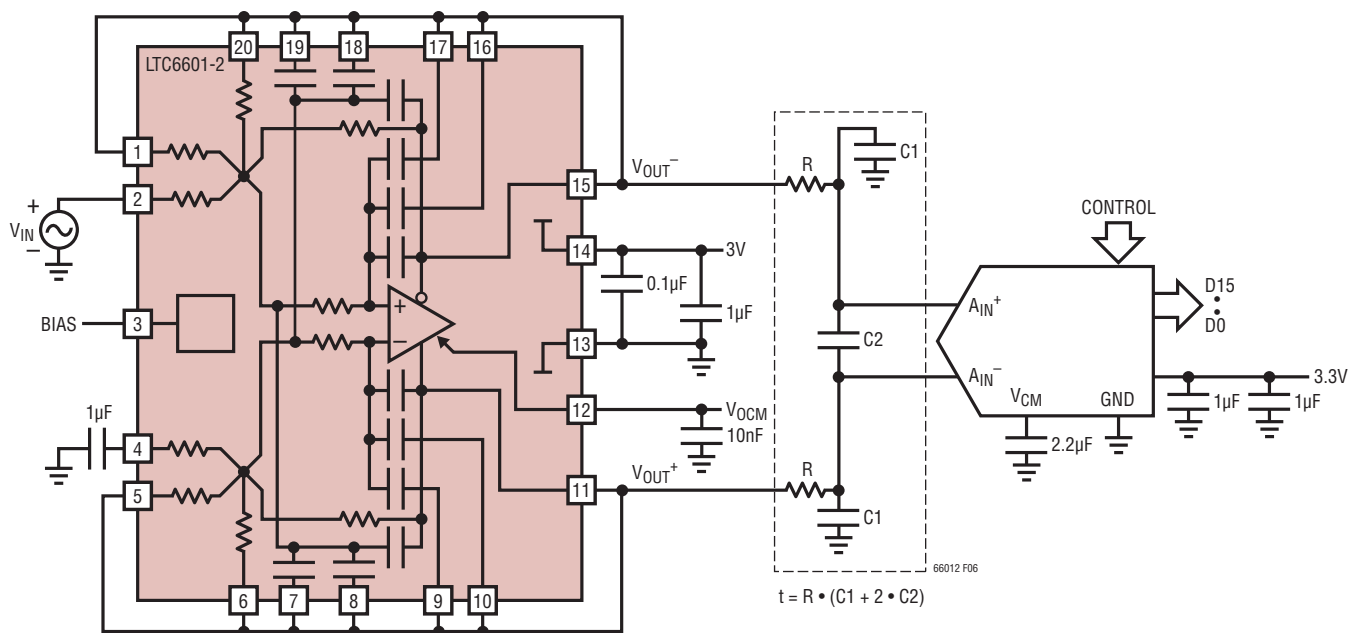 20
19
18
17
16
LTC6601-2
1
2
+
VIN
–
BIAS
3
1µF
4
5
6
7
8
9
10
+
–
15
VOUT–
14
3V
0.1µF
1µF
13
12
VOCM
10nF
VOUT+
11
R
C1
C2
R
C1
66012 F06
t = R • (C1 + 2 • C2)
CONTROL
AIN+
AIN–
VCM
GND
D15
•
•
D0
3.3V
1µF
1µF
2.2µF